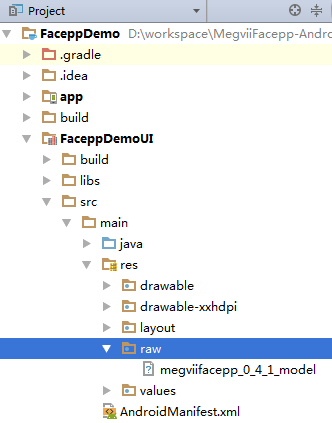 Project
FaceppDemo D:\workspace\MegviiFacepp-Andro
.gradle
.idea
app
build
FaceppDemoUI
build
libs
src
main
java
res
drawable
drawable-xxhdpi
layout
raw
megviifacepp_0_4_1_model
values
AndroidManifest.xml